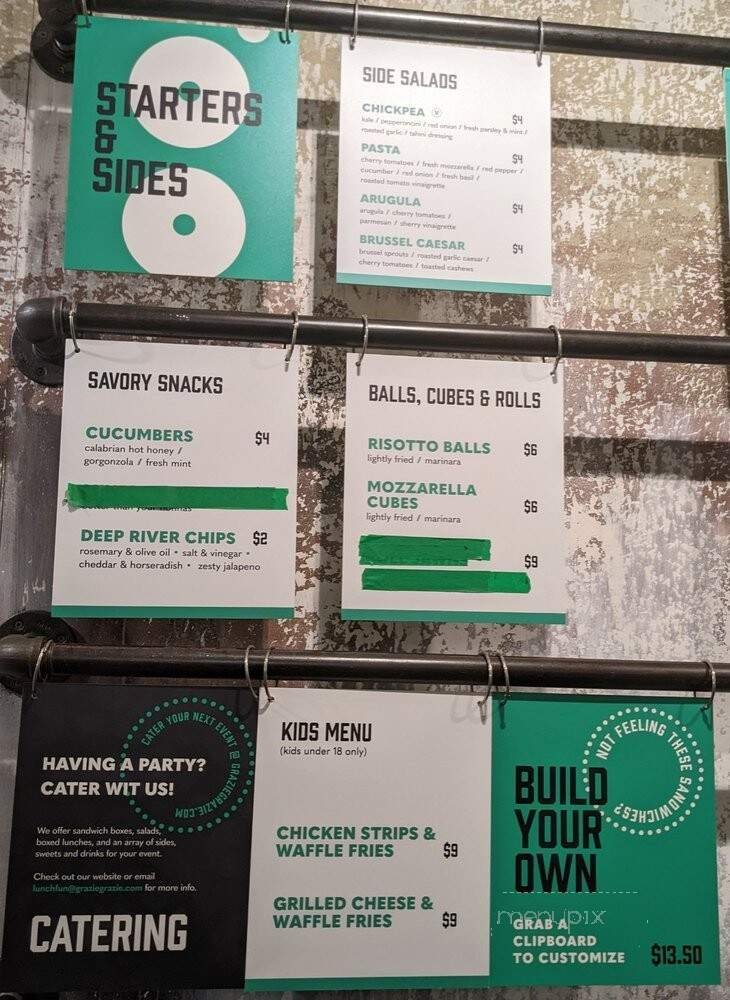 STARTERS
&
SIDES
SIDE SALADS
CHICKPEA Ⓥ $4
kale / pepperoncini / red onion / fresh parsley & mint /
roasted garlic / tahini dressing
PASTA $4
cherry tomatoes / fresh mozzarella / red pepper /
cucumber / red onion / fresh basil /
roasted tomato vinaigrette
ARUGULA $4
arugula / cherry tomatoes /
parmesan / sherry vinaigrette
BRUSSEL CAESAR $4
brussel sprouts / roasted garlic caesar /
cherry tomatoes / toasted cashews
SAVORY SNACKS
CUCUMBERS $4
calabrian hot honey /
gorgonzola / fresh mint
better than your nonnas
DEEP RIVER CHIPS $2
rosemary & olive oil • salt & vinegar •
cheddar & horseradish • zesty jalapeno
BALLS, CUBES & ROLLS
RISOTTO BALLS $6
lightly fried / marinara
MOZZARELLA
CUBES $6
lightly fried / marinara
$9
CATER YOUR NEXT EVENT @ GRAZIEGRAZIE.COM
HAVING A PARTY?
CATER WIT US!
We offer sandwich boxes, salads,
boxed lunches, and an array of sides,
sweets and drinks for your event.
Check out our website or email
lunchfun@graziegrazie.com for more info.
CATERING
KIDS MENU
(kids under 18 only)
CHICKEN STRIPS &
WAFFLE FRIES $9
GRILLED CHEESE &
WAFFLE FRIES $9
NOT FEELING THESE SANDWICHES?
BUILD
YOUR
OWN
menupix
GRAB A
CLIPBOARD
TO CUSTOMIZE $13.50